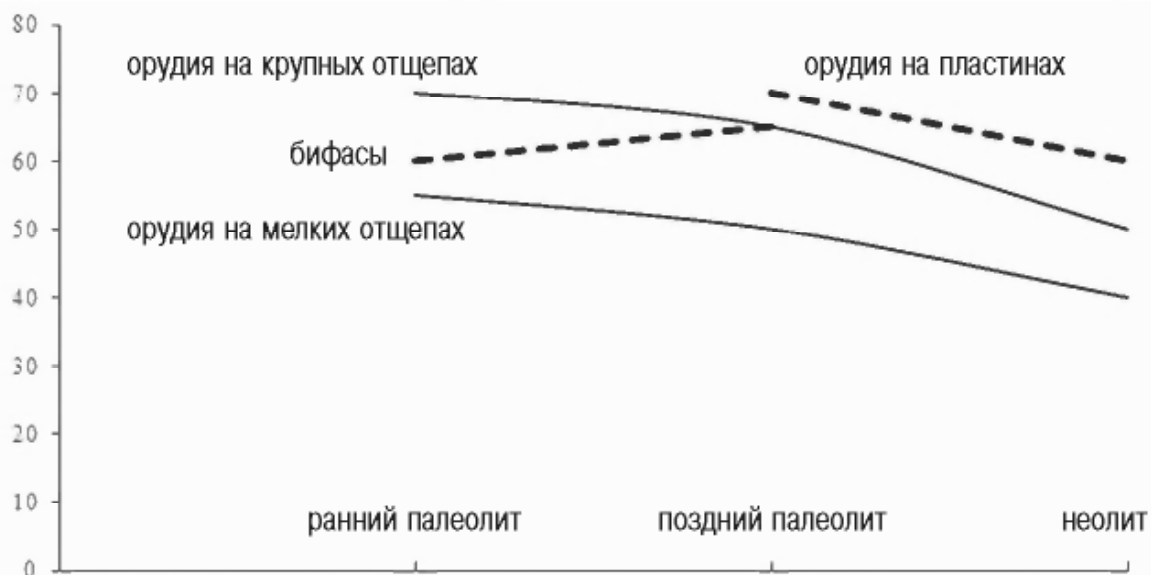 80
орудия на крупных отщепах
орудия на пластинах
70
бифасы
60
орудия на мелких отщепах
50
40
30
20
10
ранний палеолит
поздний палеолит
неолит
0